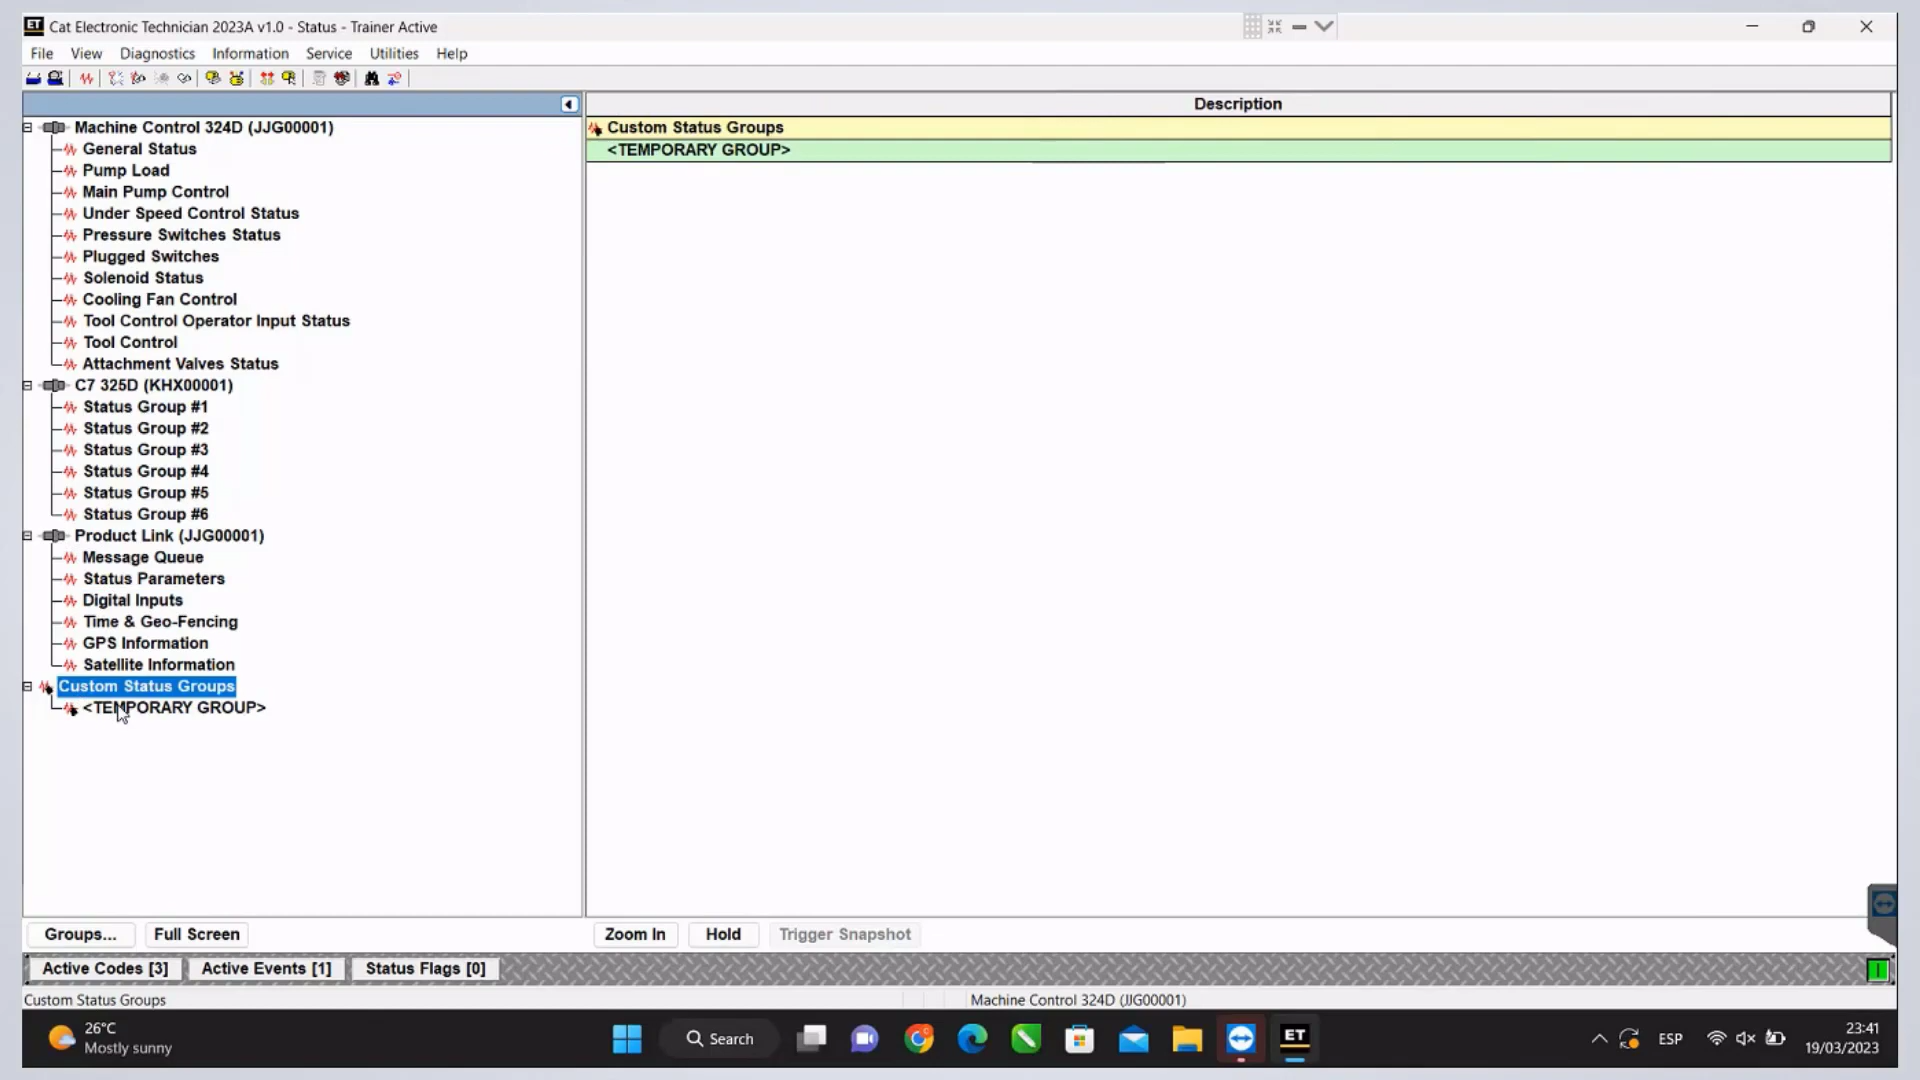 ET Cat Electronic Technician 2023A v1.0 - Status - Trainer Active
File View Diagnostics Information Service Utilities Help
Description
Machine Control 324D (JJG00001)
General Status
Pump Load
Main Pump Control
Under Speed Control Status
Pressure Switches Status
Plugged Switches
Solenoid Status
Cooling Fan Control
Tool Control Operator Input Status
Tool Control
Attachment Valves Status
C7 325D (KHX00001)
Status Group #1
Status Group #2
Status Group #3
Status Group #4
Status Group #5
Status Group #6
Product Link (JJG00001)
Message Queue
Status Parameters
Digital Inputs
Time & Geo-Fencing
GPS Information
Satellite Information
Custom Status Groups
<TEMPORARY GROUP>
Custom Status Groups
<TEMPORARY GROUP>
Groups... Full Screen Zoom In Hold Trigger Snapshot
Active Codes [3] Active Events [1] Status Flags [0]
Custom Status Groups Machine Control 324D (JJG00001)
26°C
Mostly sunny
Search
ET
ESP
23:41
19/03/2023